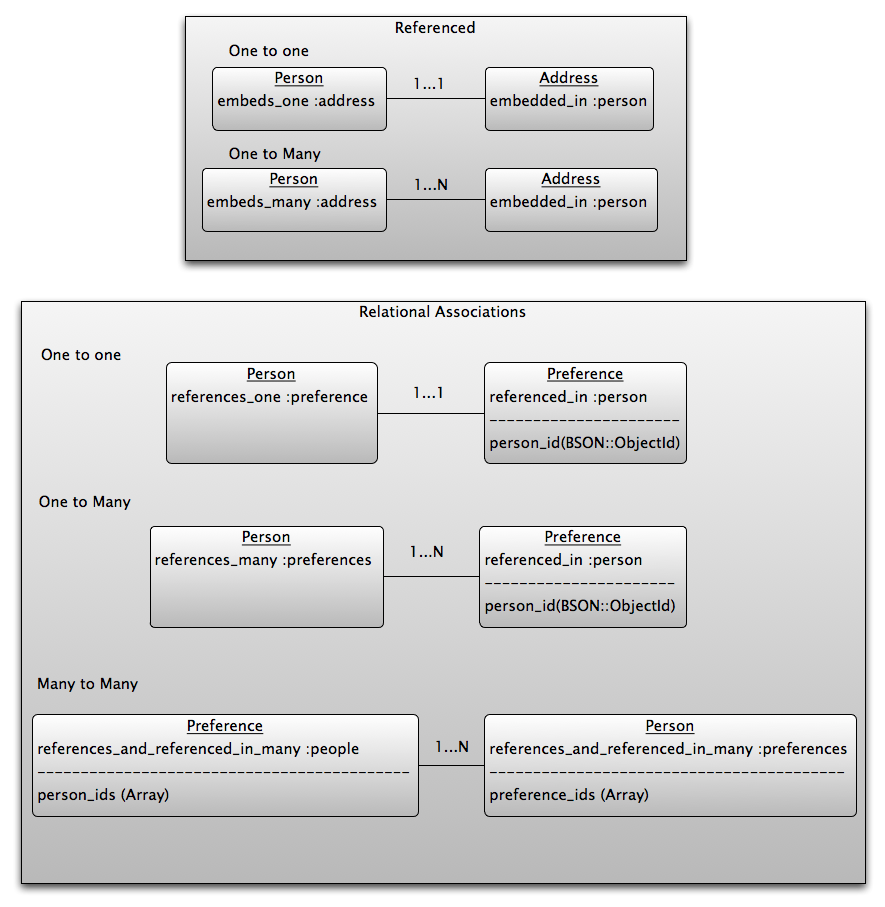 Referenced
One to one
Person
embeds_one :address
1...1
Address
embedded_in :person
One to Many
Person
embeds_many :address
1...N
Address
embedded_in :person
Relational Associations
One to one
Person
references_one :preference
1...1
Preference
referenced_in :person
----------------------
person_id(BSON::ObjectId)
One to Many
Person
references_many :preferences
1...N
Preference
referenced_in :person
----------------------
person_id(BSON::ObjectId)
Many to Many
Preference
references_and_referenced_in_many :people
-------------------------------------------
person_ids (Array)
1...N
Person
references_and_referenced_in_many :preferences
-----------------------------------------
preference_ids (Array)